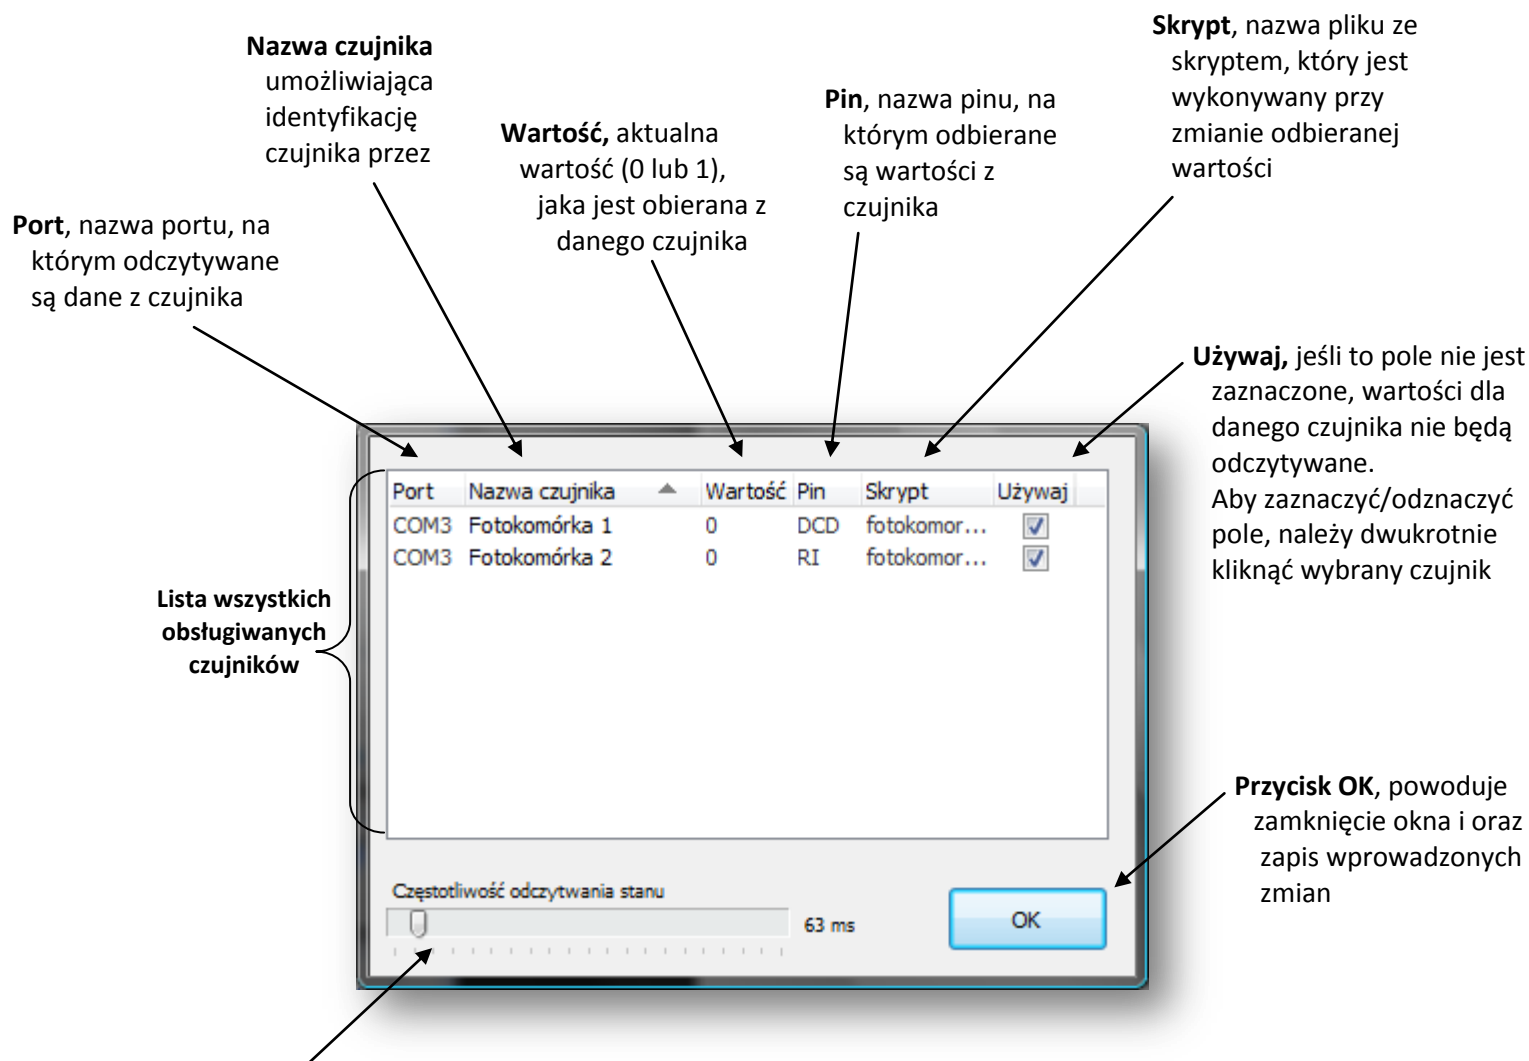 Skrypt, nazwa pliku ze
skryptem, który jest
wykonywany przy
zmianie odbieranej
wartości
Nazwa czujnika
umożliwiająca
identyfikację
czujnika przez
Pin, nazwa pinu, na
którym odbierane
są wartości z
czujnika
Wartość, aktualna
wartość (0 lub 1),
jaka jest obierana z
danego czujnika
Port, nazwa portu, na
którym odczytywane
są dane z czujnika
Używaj, jeśli to pole nie jest
zaznaczone, wartości dla
danego czujnika nie będą
odczytywane.
Aby zaznaczyć/odznaczyć
pole, należy dwukrotnie
kliknąć wybrany czujnik
Port Nazwa czujnika Wartość Pin Skrypt Używaj
COM3 Fotokomórka 1 0 DCD fotokomor...
COM3 Fotokomórka 2 0 RI fotokomor...
Lista wszystkich
obsługiwanych
czujników
Przycisk OK, powoduje
zamknięcie okna i oraz
zapis wprowadzonych
zmian
Częstotliwość odczytwania stanu
63 ms
OK